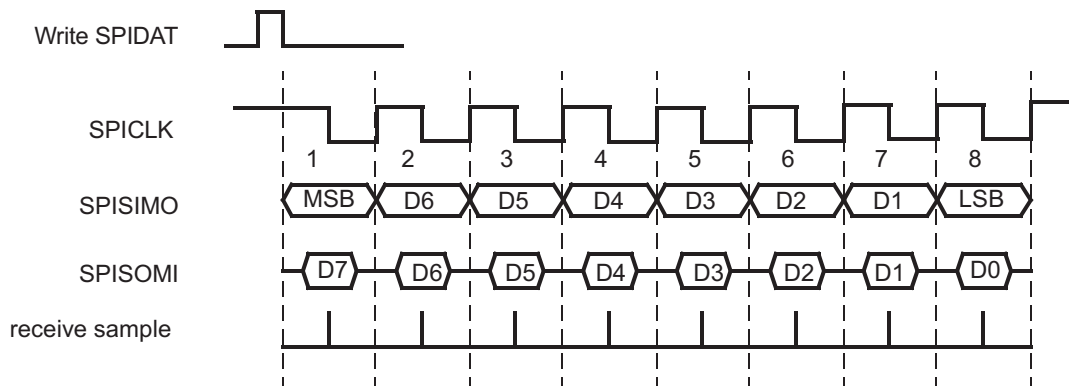 Write SPIDAT
SPICLK
1 2 3 4 5 6 7 8
SPISIMO MSB D6 D5 D4 D3 D2 D1 LSB
SPISOMI D7 D6 D5 D4 D3 D2 D1 D0
receive sample